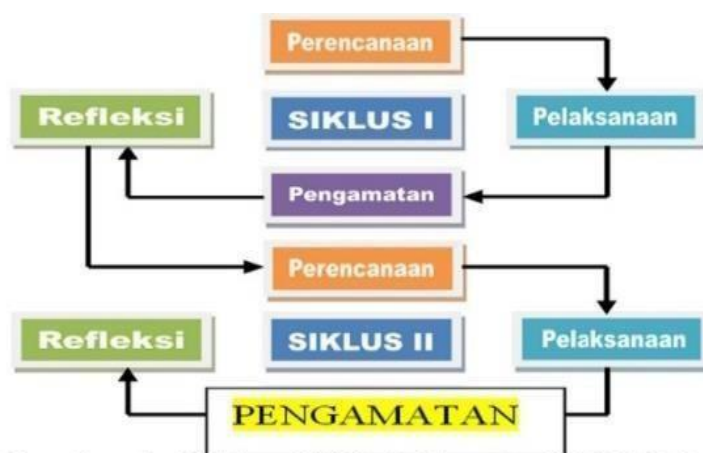 Perencanaan
Refleksi
SIKLUS I
Pelaksanaan
Pengamatan
Perencanaan
Refleksi
SIKLUS II
Pelaksanaan
PENGAMATAN